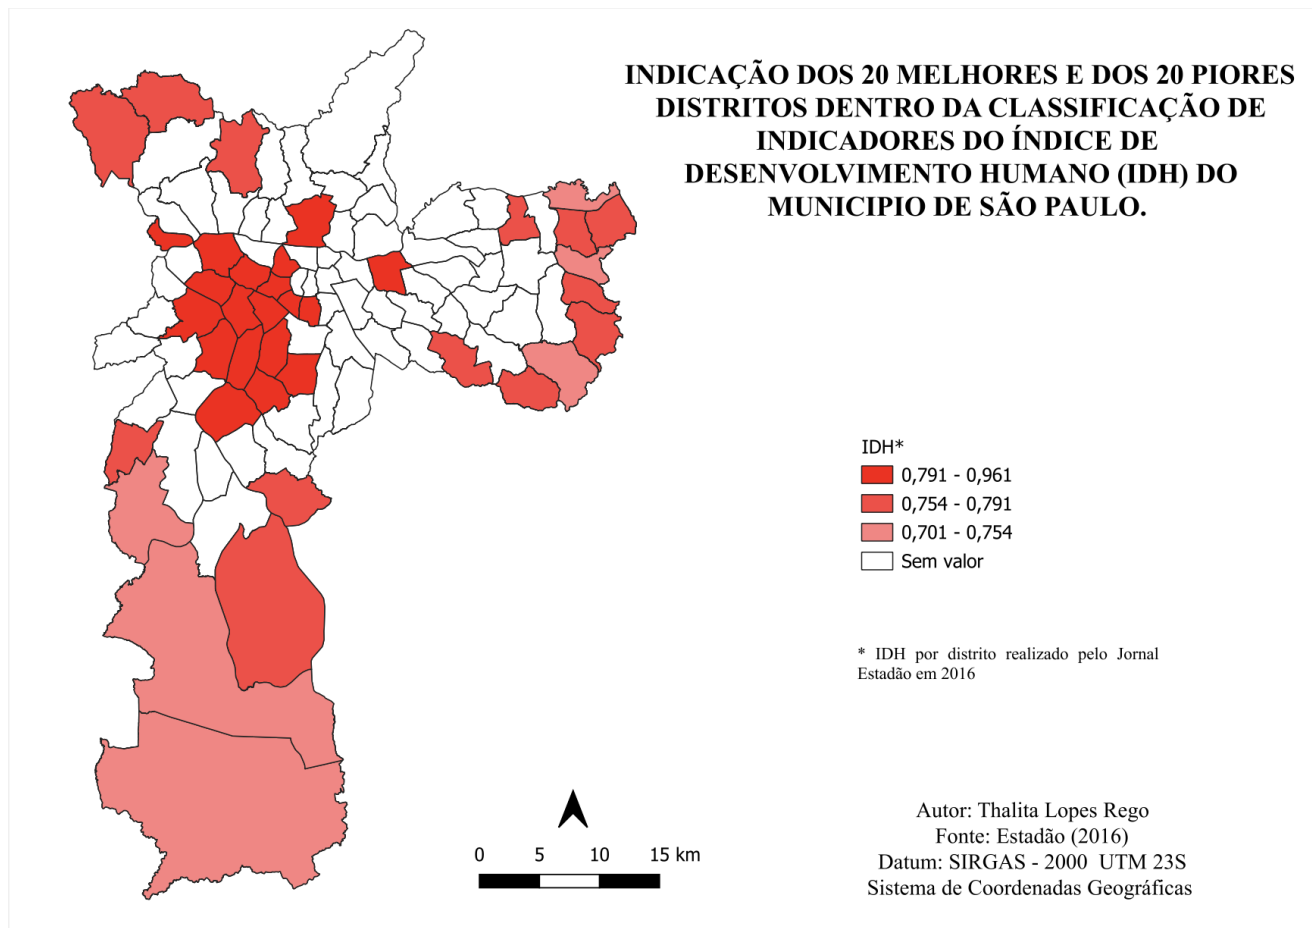 INDICAÇÃO DOS 20 MELHORES E DOS 20 PIORES
DISTRITOS DENTRO DA CLASSIFICAÇÃO DE
INDICADORES DO ÍNDICE DE
DESENVOLVIMENTO HUMANO (IDH) DO
MUNICIPIO DE SÃO PAULO.
IDH*
0,791 - 0,961
0,754 - 0,791
0,701 - 0,754
Sem valor
* IDH por distrito realizado pelo Jornal
Estadão em 2016
0 5 10 15 km
Autor: Thalita Lopes Rego
Fonte: Estadão (2016)
Datum: SIRGAS - 2000 UTM 23S
Sistema de Coordenadas Geográficas